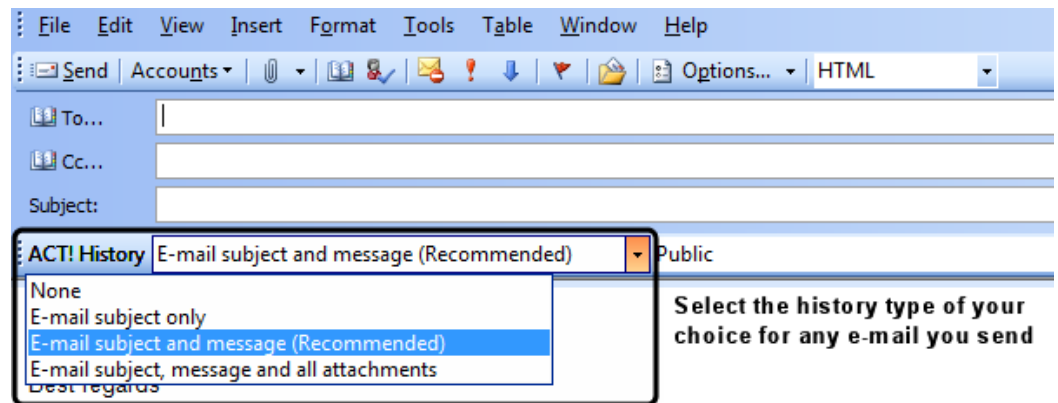 File Edit View Insert Format Tools Table Window Help
Send Accounts Options... HTML
To...
Cc...
Subject:
ACT! History E-mail subject and message (Recommended) Public
None
E-mail subject only
E-mail subject and message (Recommended)
E-mail subject, message and all attachments
Best regards
Select the history type of your
choice for any e-mail you send